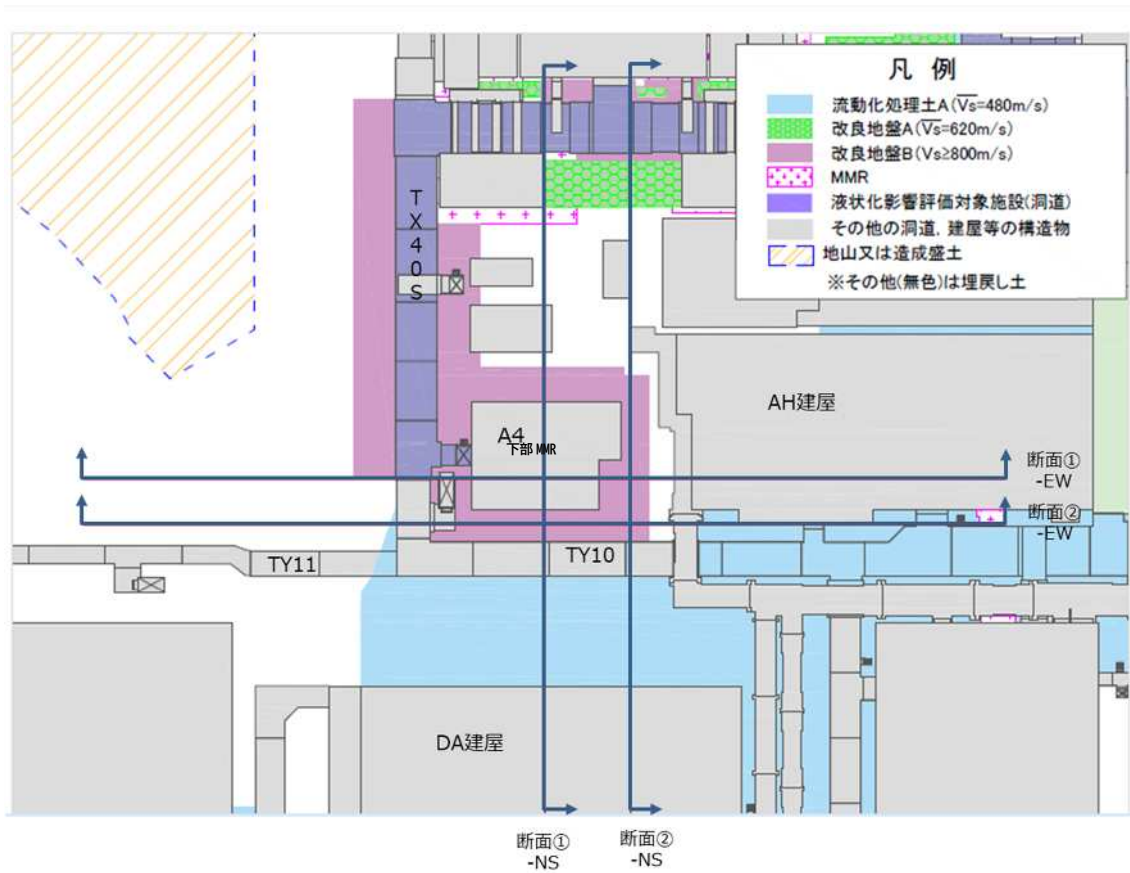 凡 例
流動化処理土A(V̅s̅=480m/s)
改良地盤A(V̅s̅=620m/s)
改良地盤B(Vs≥800m/s)
MMR
液状化影響評価対象施設(洞道)
その他の洞道, 建屋等の構造物
地山又は造成盛土
※その他(無色)は埋戻し土
TX40S
AH建屋
A4
下部MMR
断面①
-EW
断面②
-EW
TY11
TY10
DA建屋
断面①
-NS
断面②
-NS